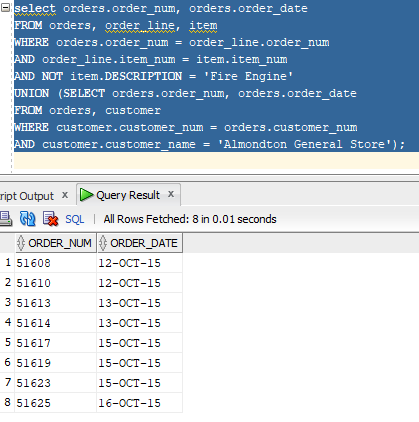 select orders.order_num, orders.order_date
FROM orders, order_line, item
WHERE orders.order_num = order_line.order_num
AND order_line.item_num = item.item_num
AND NOT item.DESCRIPTION = 'Fire Engine'
UNION (SELECT orders.order_num, orders.order_date
FROM orders, customer
WHERE customer.customer_num = orders.customer_num
AND customer.customer_name = 'Almondton General Store');
ript Output x Query Result x
SQL | All Rows Fetched: 8 in 0.01 seconds
ORDER_NUM ORDER_DATE
1 51608 12-OCT-15
2 51610 12-OCT-15
3 51613 13-OCT-15
4 51614 13-OCT-15
5 51617 15-OCT-15
6 51619 15-OCT-15
7 51623 15-OCT-15
8 51625 16-OCT-15